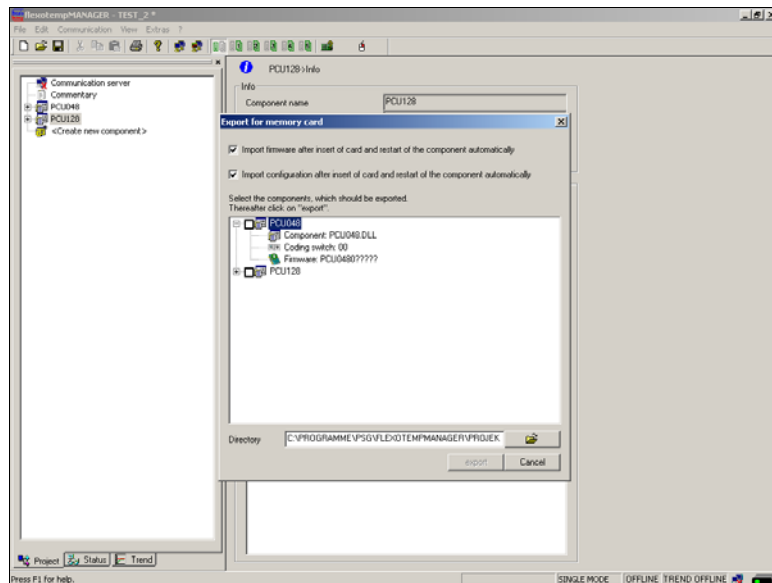 flexotempMANAGER - TEST_2 *
File Edit Communication View Extras ?
PCU128>Info
Communication server
Commentary
PCU048
PCU128
<Create new component>
Info
Component name PCU128
Export for memory card
Import firmware after insert of card and restart of the component automatically
Import configuration after insert of card and restart of the component automatically
Select the components, which should be exported.
Thereafter click on "export".
PCU048
Component: PCU048.DLL
Coding switch: 00
Firmware: PCU0480?????
PCU128
Directory C:\PROGRAMME\PSG\FLEXOTEMPMANAGER\PROJEK
export Cancel
Project Status Trend
Press F1 for help. SINGLE MODE OFFLINE TREND OFFLINE